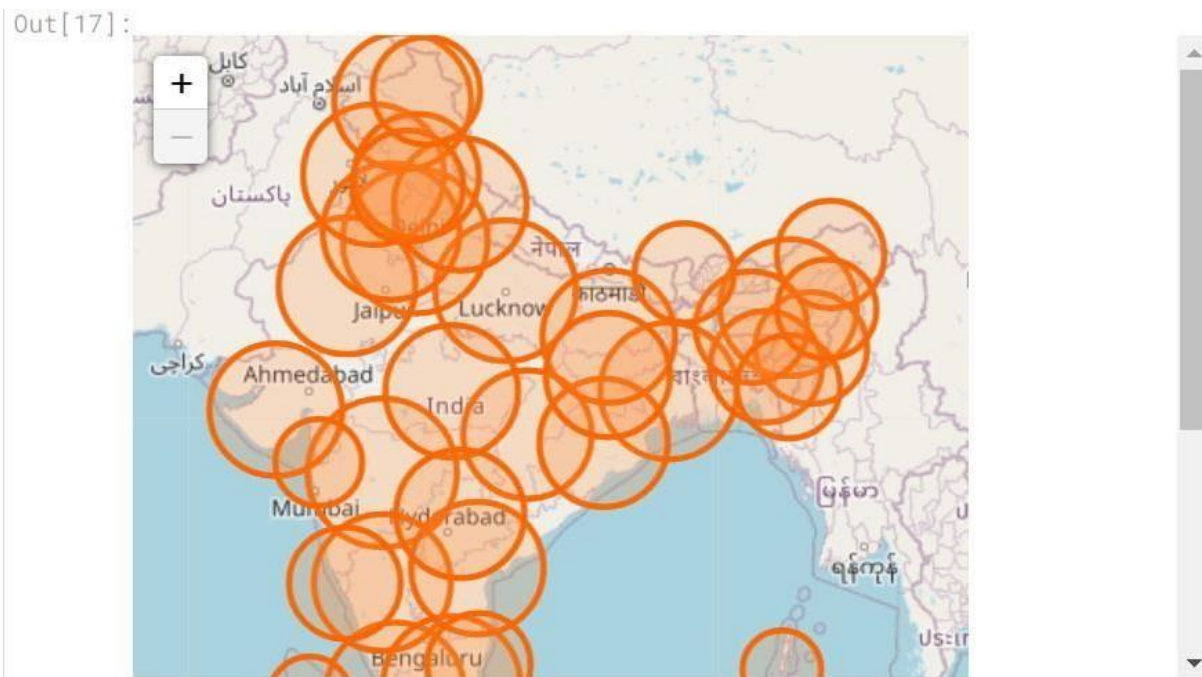 Out[17]:
کابل
اسلام آباد
+
−
پاکستان
Delhi
नेपाल
काठमाडौं
Jaipur
Lucknow
کراچی
Ahmedabad
India
Mumbai
Hyderabad
မြန်မာ
ရန်ကုန်
Bengaluru